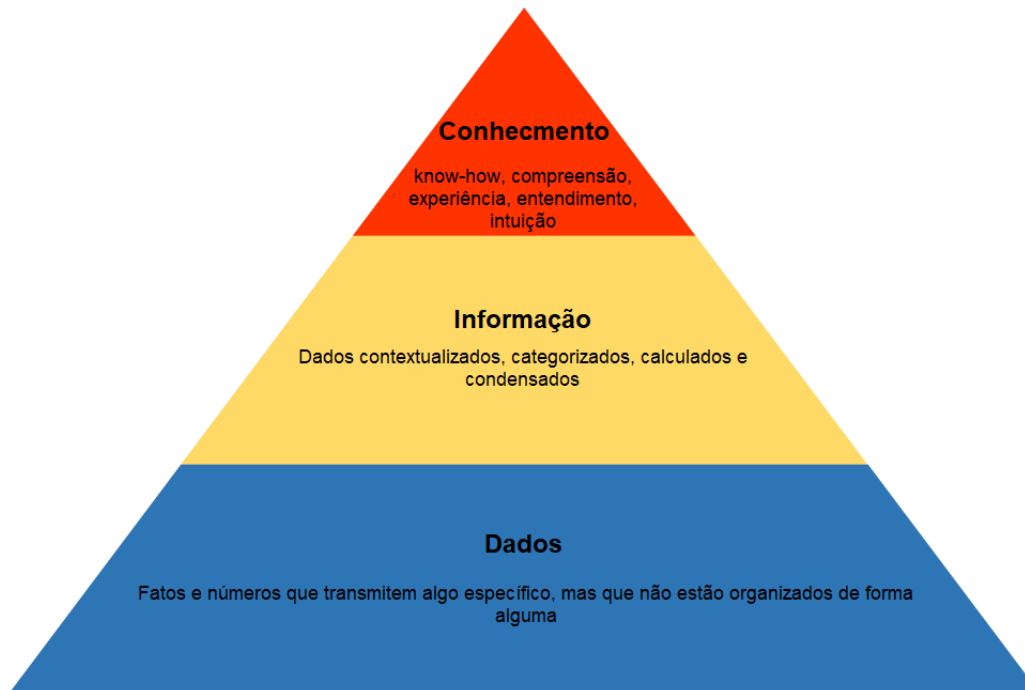 Conhecmento
know-how, compreensão,
experiência, entendimento,
intuição
Informação
Dados contextualizados, categorizados, calculados e
condensados
Dados
Fatos e números que transmitem algo específico, mas que não estão organizados de forma
alguma